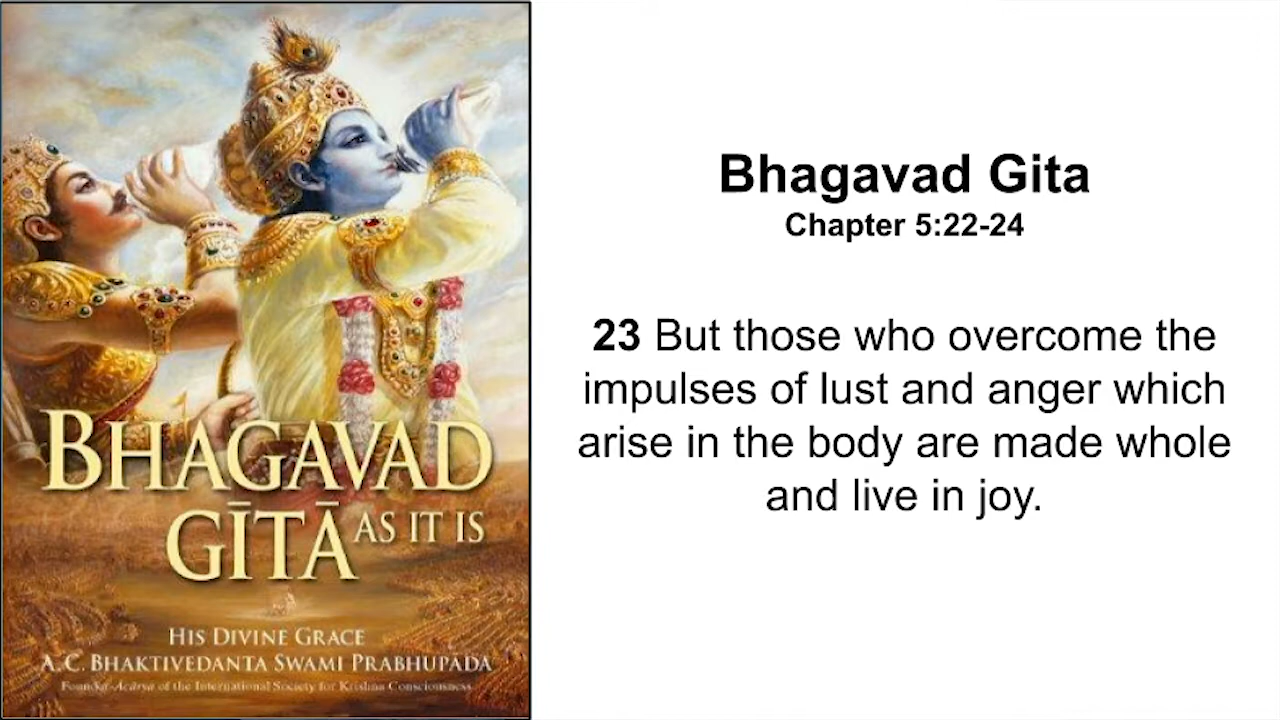 BHAGAVAD
GĪTĀ AS IT IS
HIS DIVINE GRACE
A.C. BHAKTIVEDANTA SWAMI PRABHUPADA
Founder-Ācārya of the International Society for Krishna Consciousness
Bhagavad Gita
Chapter 5:22-24
23 But those who overcome the
impulses of lust and anger which
arise in the body are made whole
and live in joy.